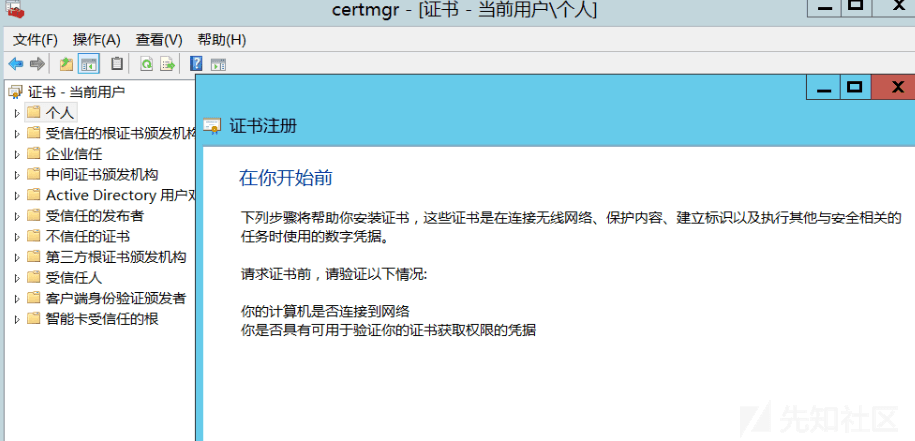 certmgr - [证书 - 当前用户\个人]
文件(F) 操作(A) 查看(V) 帮助(H)
证书 - 当前用户
个人
受信任的根证书颁发机构
企业信任
中间证书颁发机构
Active Directory 用户
受信任的发布者
不信任的证书
第三方根证书颁发机构
受信任人
客户端身份验证颁发者
智能卡受信任的根
证书注册
在你开始前
下列步骤将帮助你安装证书，这些证书是在连接无线网络、保护内容、建立标识以及执行其他与安全相关的
任务时使用的数字凭据。
请求证书前，请验证以下情况:
你的计算机是否连接到网络
你是否具有可用于验证你的证书获取权限的凭据
先知社区